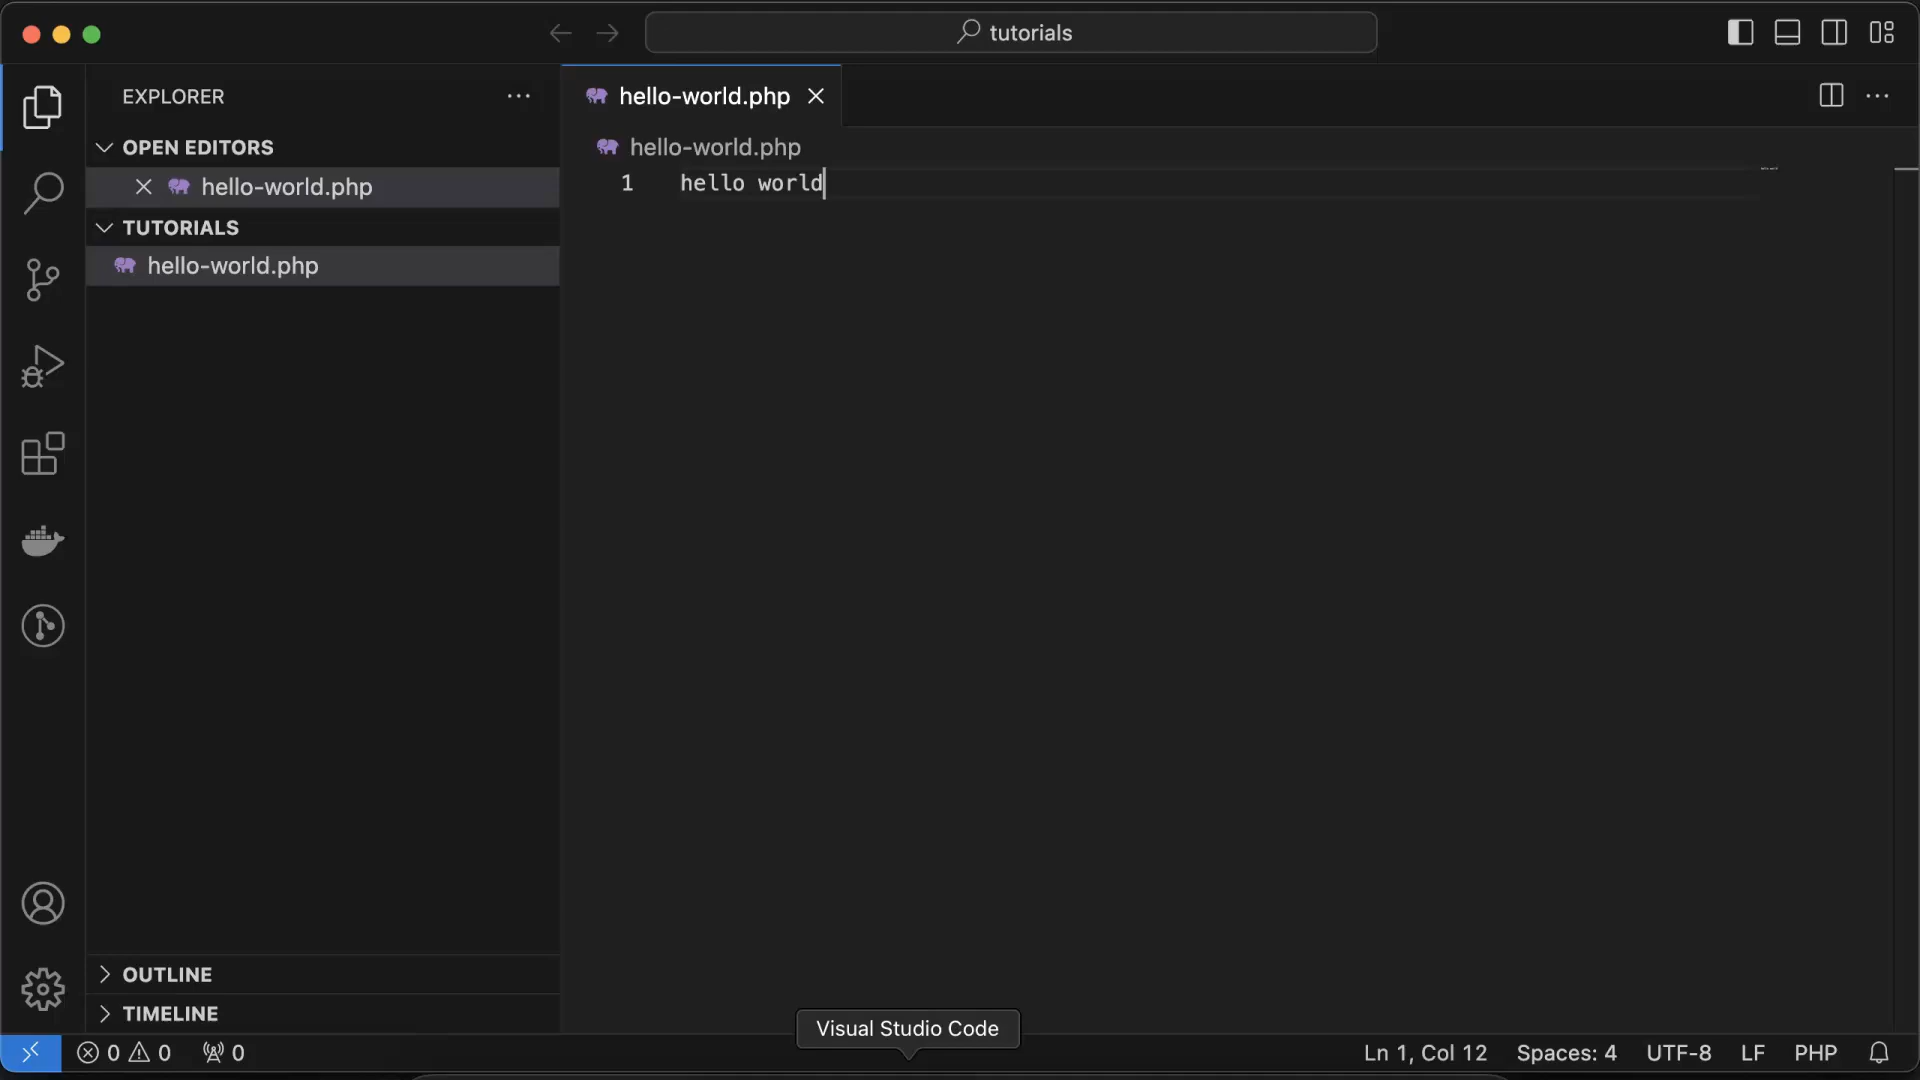 tutorials
EXPLORER
hello-world.php
OPEN EDITORS
hello-world.php
hello-world.php
1 hello world
TUTORIALS
hello-world.php
OUTLINE
TIMELINE
Visual Studio Code
0 0 0 Ln 1, Col 12 Spaces: 4 UTF-8 LF PHP